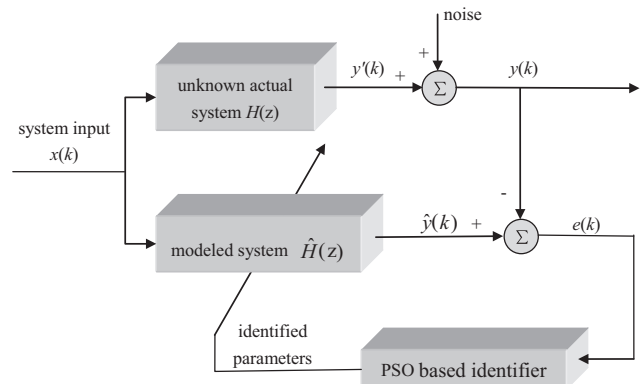 noise
+
unknown actual
system H(z)
y'(k)
+
Σ
y(k)
system input
x(k)
-
modeled system Ĥ(z)
ŷ(k)
+
Σ
e(k)
identified
parameters
PSO based identifier